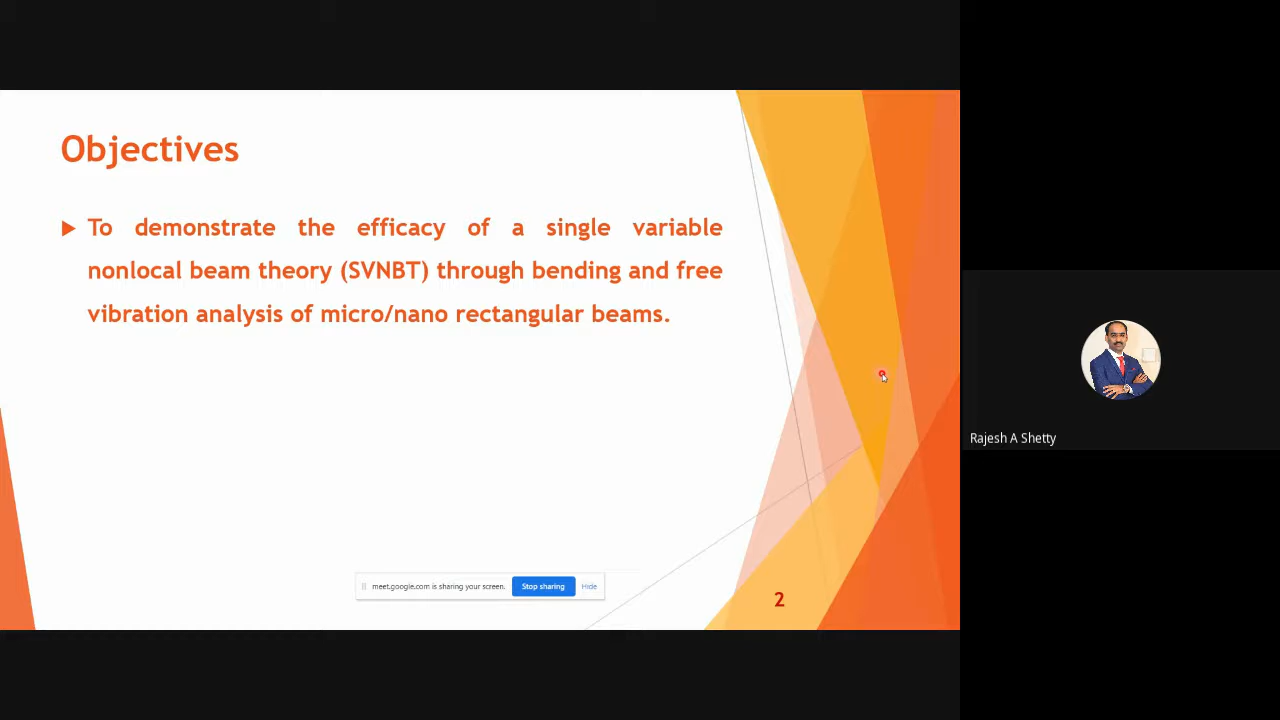 Objectives
To demonstrate the efficacy of a single variable
nonlocal beam theory (SVNBT) through bending and free
vibration analysis of micro/nano rectangular beams.
meet.google.com is sharing your screen. Stop sharing Hide
2
Rajesh A Shetty